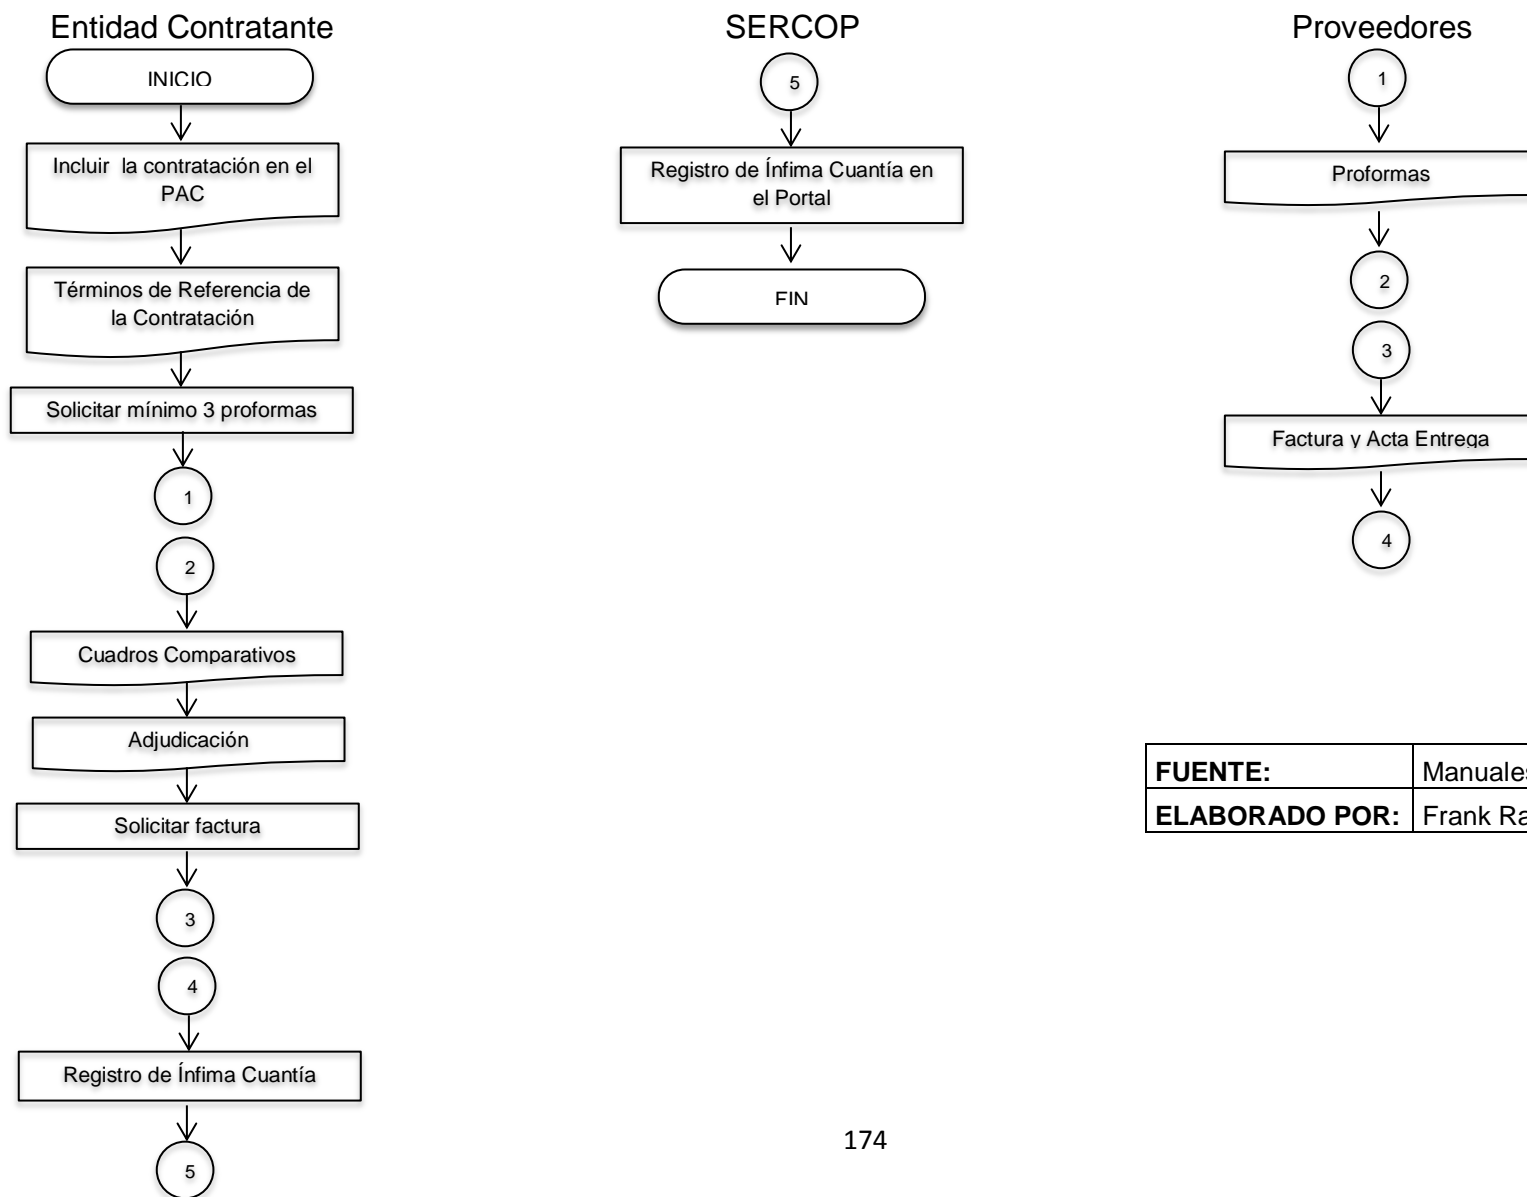 Entidad Contratante
INICIO
Incluir la contratación en el
PAC
Términos de Referencia de
la Contratación
Solicitar mínimo 3 proformas
1
2
Cuadros Comparativos
Adjudicación
Solicitar factura
3
4
Registro de Ínfima Cuantía
5
SERCOP
5
Registro de Ínfima Cuantía en
el Portal
FIN
Proveedores
1
Proformas
2
3
Factura y Acta Entrega
4
FUENTE:
ELABORADO POR: Frank
174